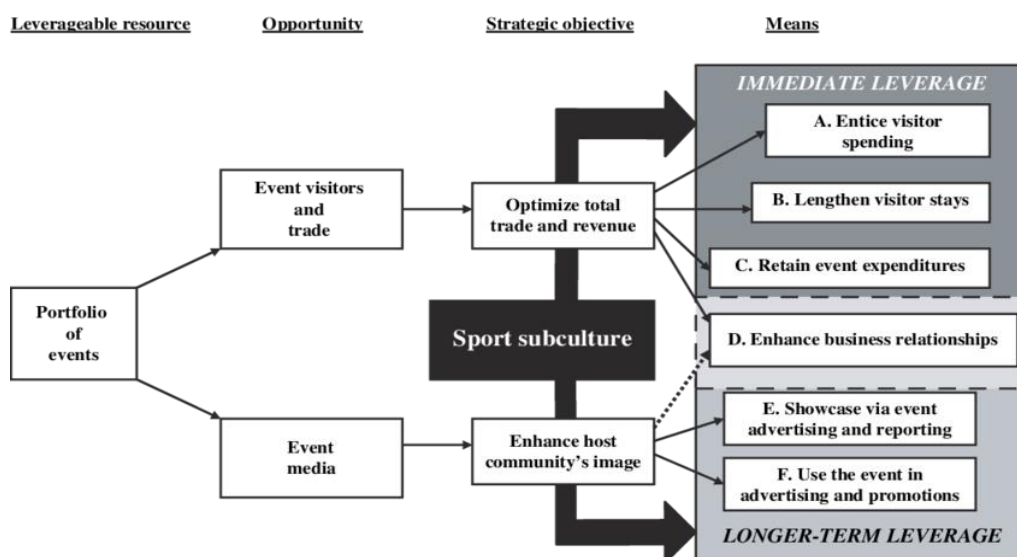 Leverageable resource
Opportunity
Strategic objective
Means
IMMEDIATE LEVERAGE
A. Entice visitor
spending
Event visitors
and
trade
Optimize total
trade and revenue
B. Lengthen visitor stays
C. Retain event expenditures
Portfolio
of
events
Sport subculture
D. Enhance business relationships
Event
media
Enhance host
community's image
E. Showcase via event
advertising and reporting
F. Use the event in
advertising and promotions
LONGER-TERM LEVERAGE